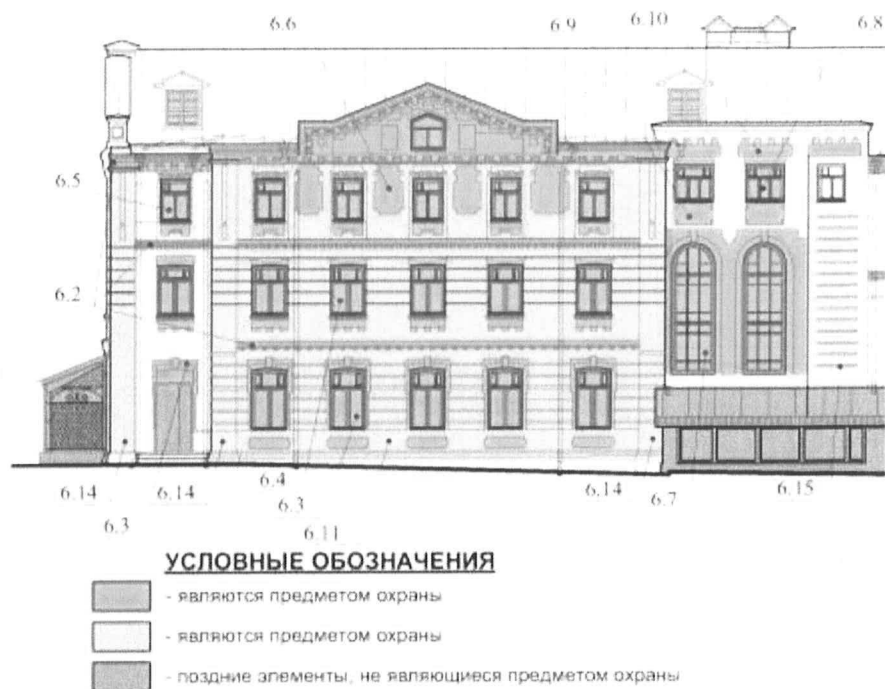 6.6 6.9 6.10 6.8
6.5
6.2
6.14 6.14 6.4 6.14 6.7 6.15
6.3 6.3
6.11
УСЛОВНЫЕ ОБОЗНАЧЕНИЯ
- являются предметом охраны
- являются предметом охраны
- поздние элементы, не являющиеся предметом охраны